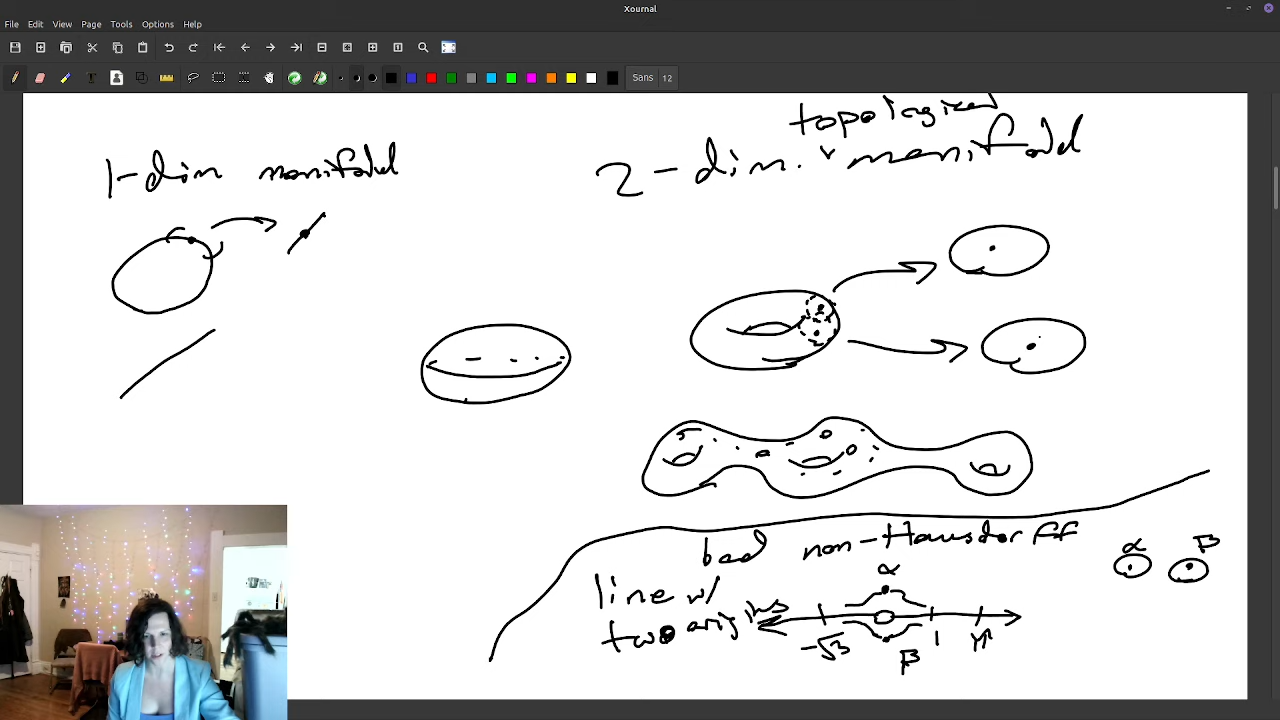 Xournal
File Edit View Page Tools Options Help
Sans 12
topological
1-dim manifold
2-dim. manifold
bad non-Hausdorff
line w/
two origins
α
β
-√3
1
π
α
β